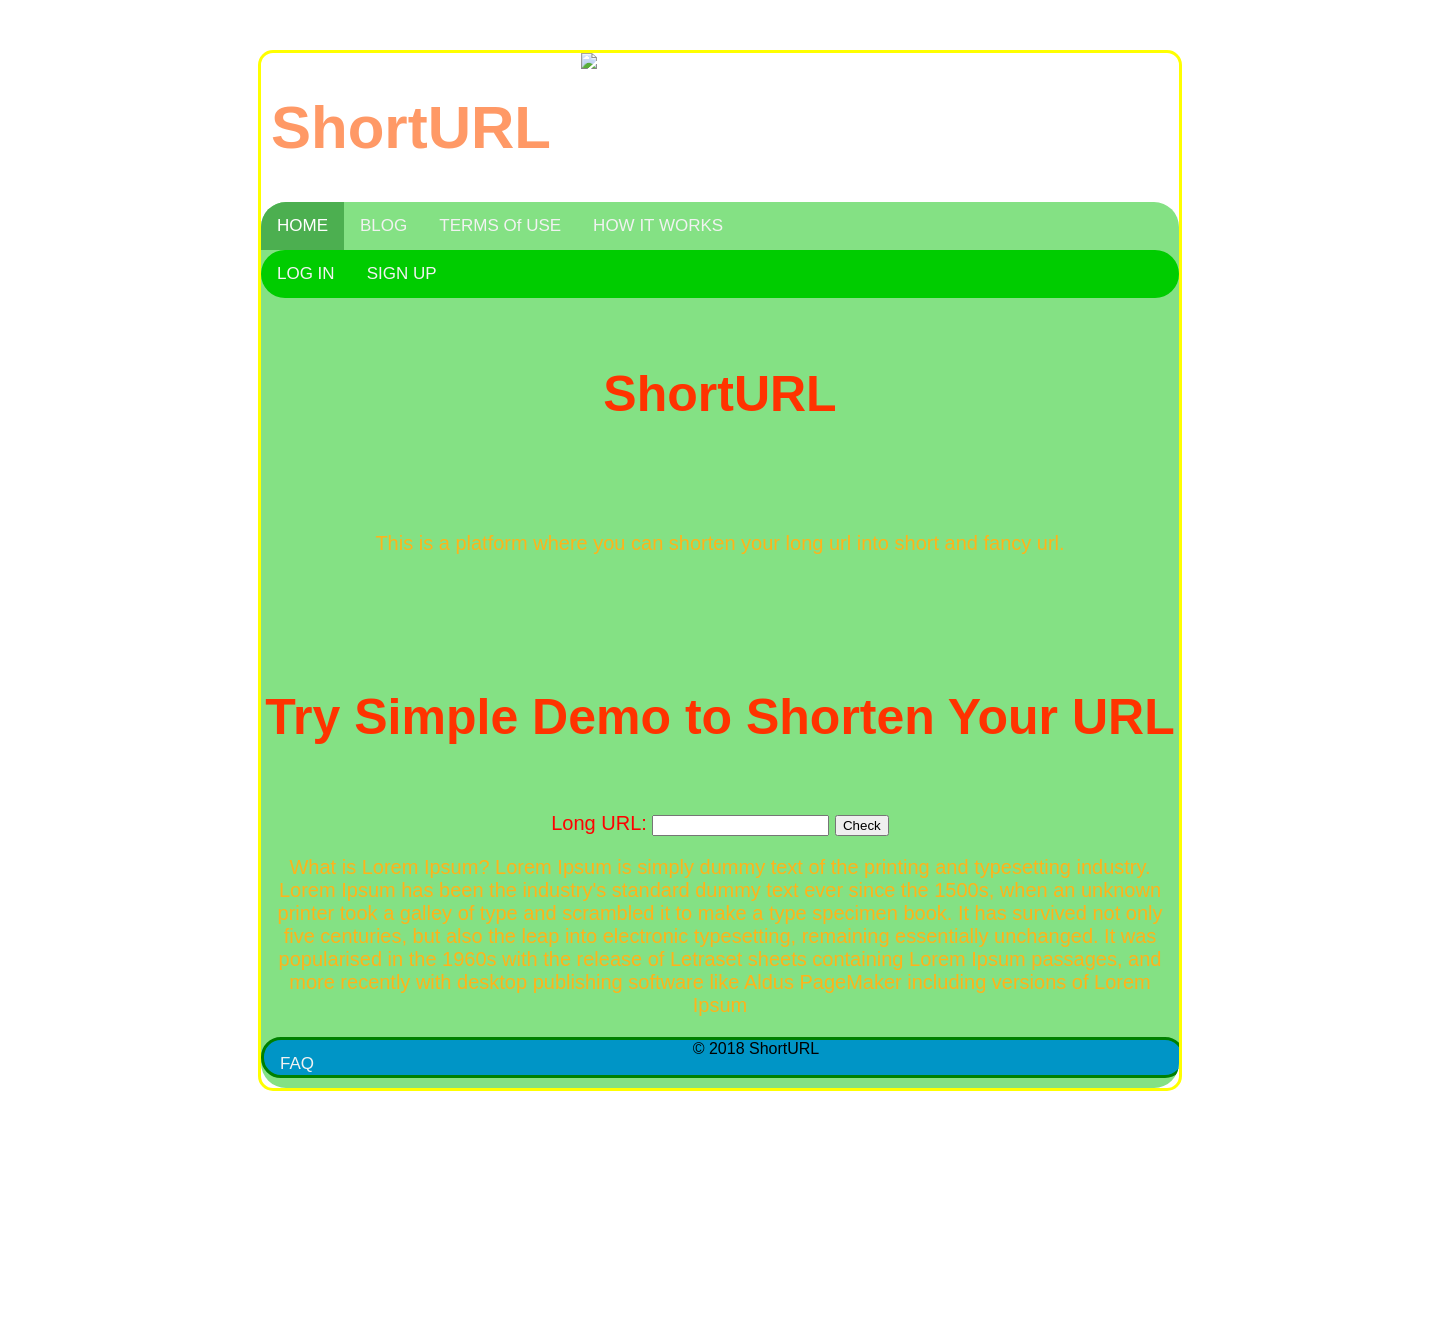 ShortURL
HOME BLOG TERMS Of USE HOW IT WORKS
LOG IN SIGN UP
ShortURL
This is a platform where you can shorten your long url into short and fancy url.
Try Simple Demo to Shorten Your URL
Long URL: Check
What is Lorem Ipsum? Lorem Ipsum is simply dummy text of the printing and typesetting industry.
Lorem Ipsum has been the industry's standard dummy text ever since the 1500s, when an unknown
printer took a galley of type and scrambled it to make a type specimen book. It has survived not only
five centuries, but also the leap into electronic typesetting, remaining essentially unchanged. It was
popularised in the 1960s with the release of Letraset sheets containing Lorem Ipsum passages, and
more recently with desktop publishing software like Aldus PageMaker including versions of Lorem
Ipsum
© 2018 ShortURL
FAQ